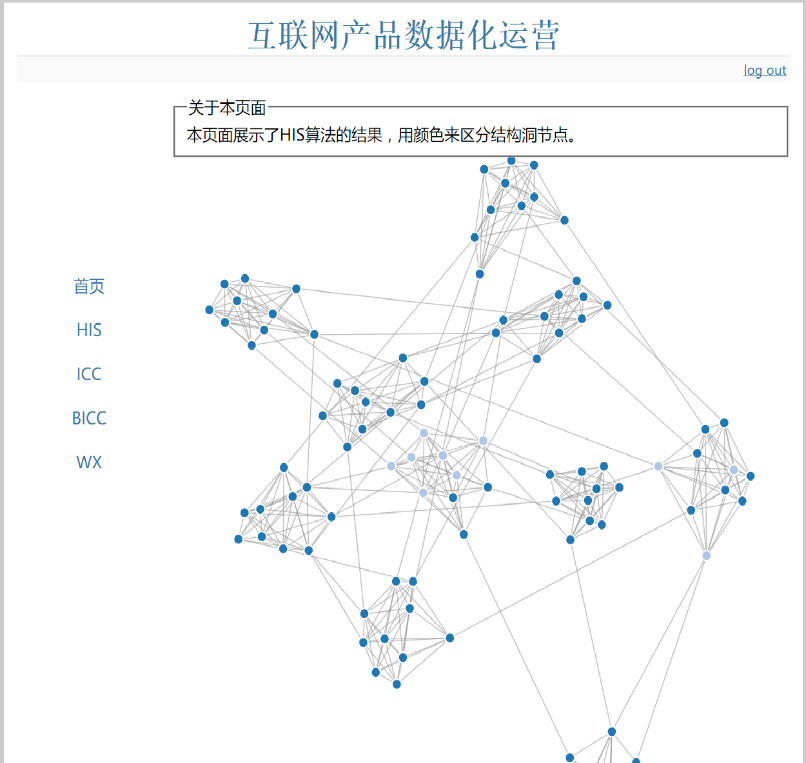 互联网产品数据化运营
log out
关于本页面
本页面展示了HIS算法的结果，用颜色来区分结构洞节点。
首页
HIS
ICC
BICC
WX